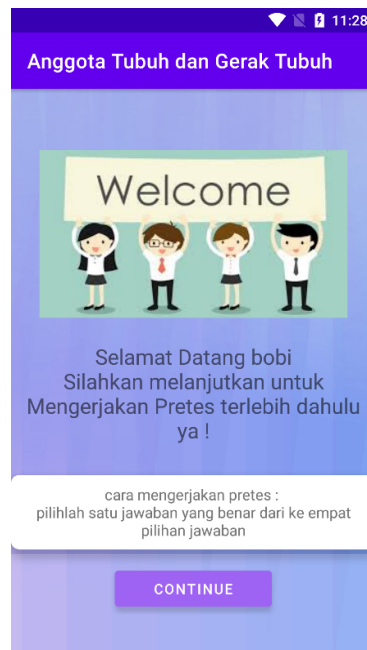 11:28
Anggota Tubuh dan Gerak Tubuh
Welcome
Selamat Datang bobi
Silahkan melanjutkan untuk
Mengerjakan Pretes terlebih dahulu
ya !
cara mengerjakan pretes :
pilihlah satu jawaban yang benar dari ke empat
pilihan jawaban
CONTINUE